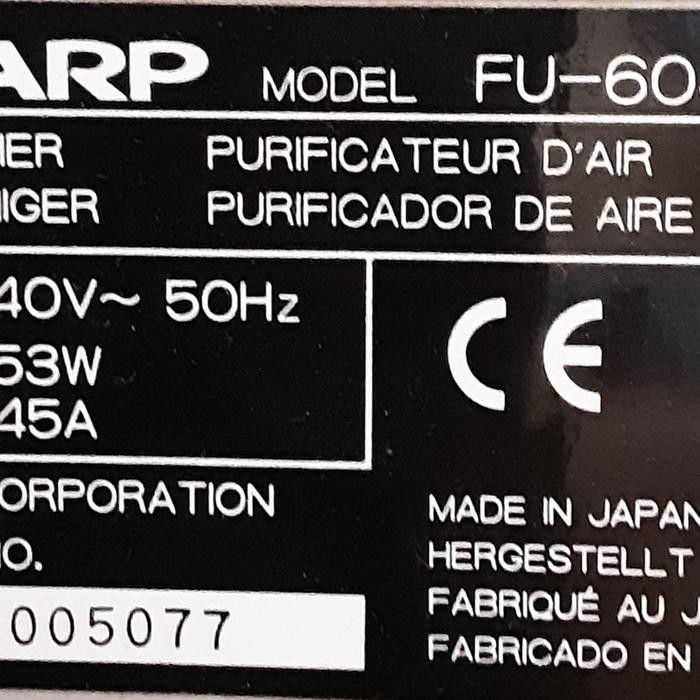 ARP MODEL FU-60
IER PURIFICATEUR D'AIR
IIGER PURIFICADOR DE AIRE
40V~ 50Hz
53W
45A
CE
ORPORATION
IO.
005077
MADE IN JAPAN
HERGESTELLT
FABRIQUÉ AU J
FABRICADO EN